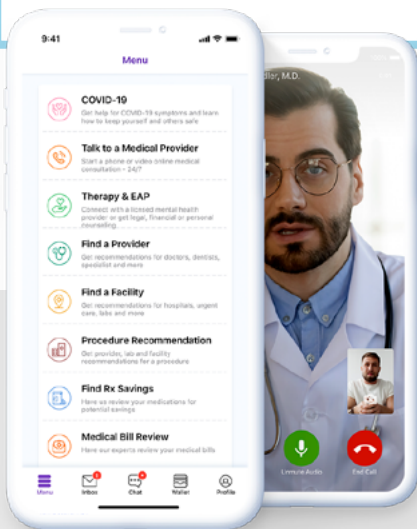 9:41
Menu
COVID-19
Get help for COVID-19 symptoms and learn
how to keep yourself and others safe
Talk to a Medical Provider
Start a phone or video online medical
consultation - 24/7
Therapy & EAP
Connect with a licensed mental health
provider or get legal, financial or personal
counseling
Find a Provider
Get recommendations for doctors, dentists,
specialist and more
Find a Facility
Get recommendations for hospitals, urgent
care, labs and more
Procedure Recommendation
Get provider, lab and facility
recommendations for a procedure
Find Rx Savings
Have us review your medications for
potential savings
Medical Bill Review
Have our experts review your medical bills
Menu
Inbox
Chat
Wallet
Profile
M.D.
Unmute Audio
End Call